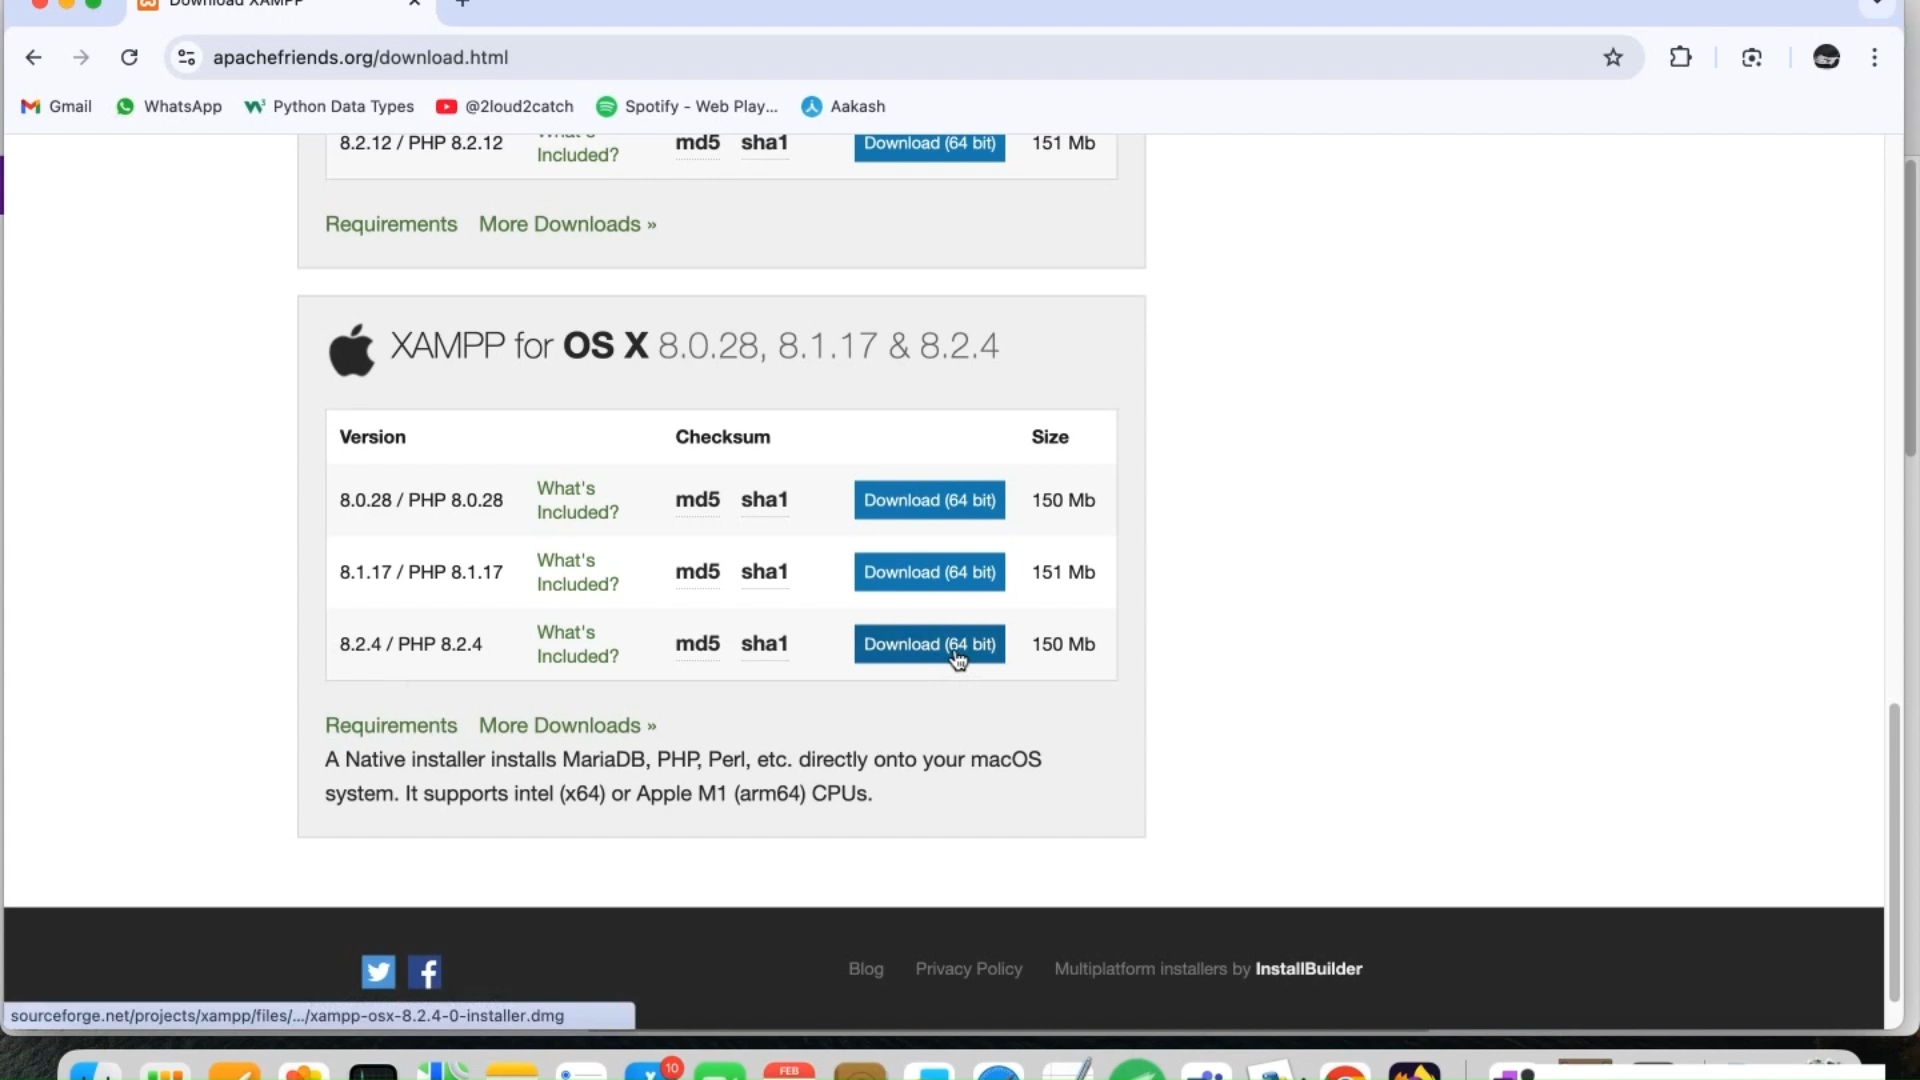 Download XAMPP
apachefriends.org/download.html
Gmail WhatsApp Python Data Types @2loud2catch Spotify - Web Play... Aakash
8.2.12 / PHP 8.2.12 What's Included? md5 sha1 Download (64 bit) 151 Mb
Requirements More Downloads »
XAMPP for OS X 8.0.28, 8.1.17 & 8.2.4
Version Checksum Size
8.0.28 / PHP 8.0.28 What's Included? md5 sha1 Download (64 bit) 150 Mb
8.1.17 / PHP 8.1.17 What's Included? md5 sha1 Download (64 bit) 151 Mb
8.2.4 / PHP 8.2.4 What's Included? md5 sha1 Download (64 bit) 150 Mb
Requirements More Downloads »
A Native installer installs MariaDB, PHP, Perl, etc. directly onto your macOS
system. It supports intel (x64) or Apple M1 (arm64) CPUs.
Blog Privacy Policy Multiplatform installers by InstallBuilder
sourceforge.net/projects/xampp/files/.../xampp-osx-8.2.4-0-installer.dmg
10
FEB